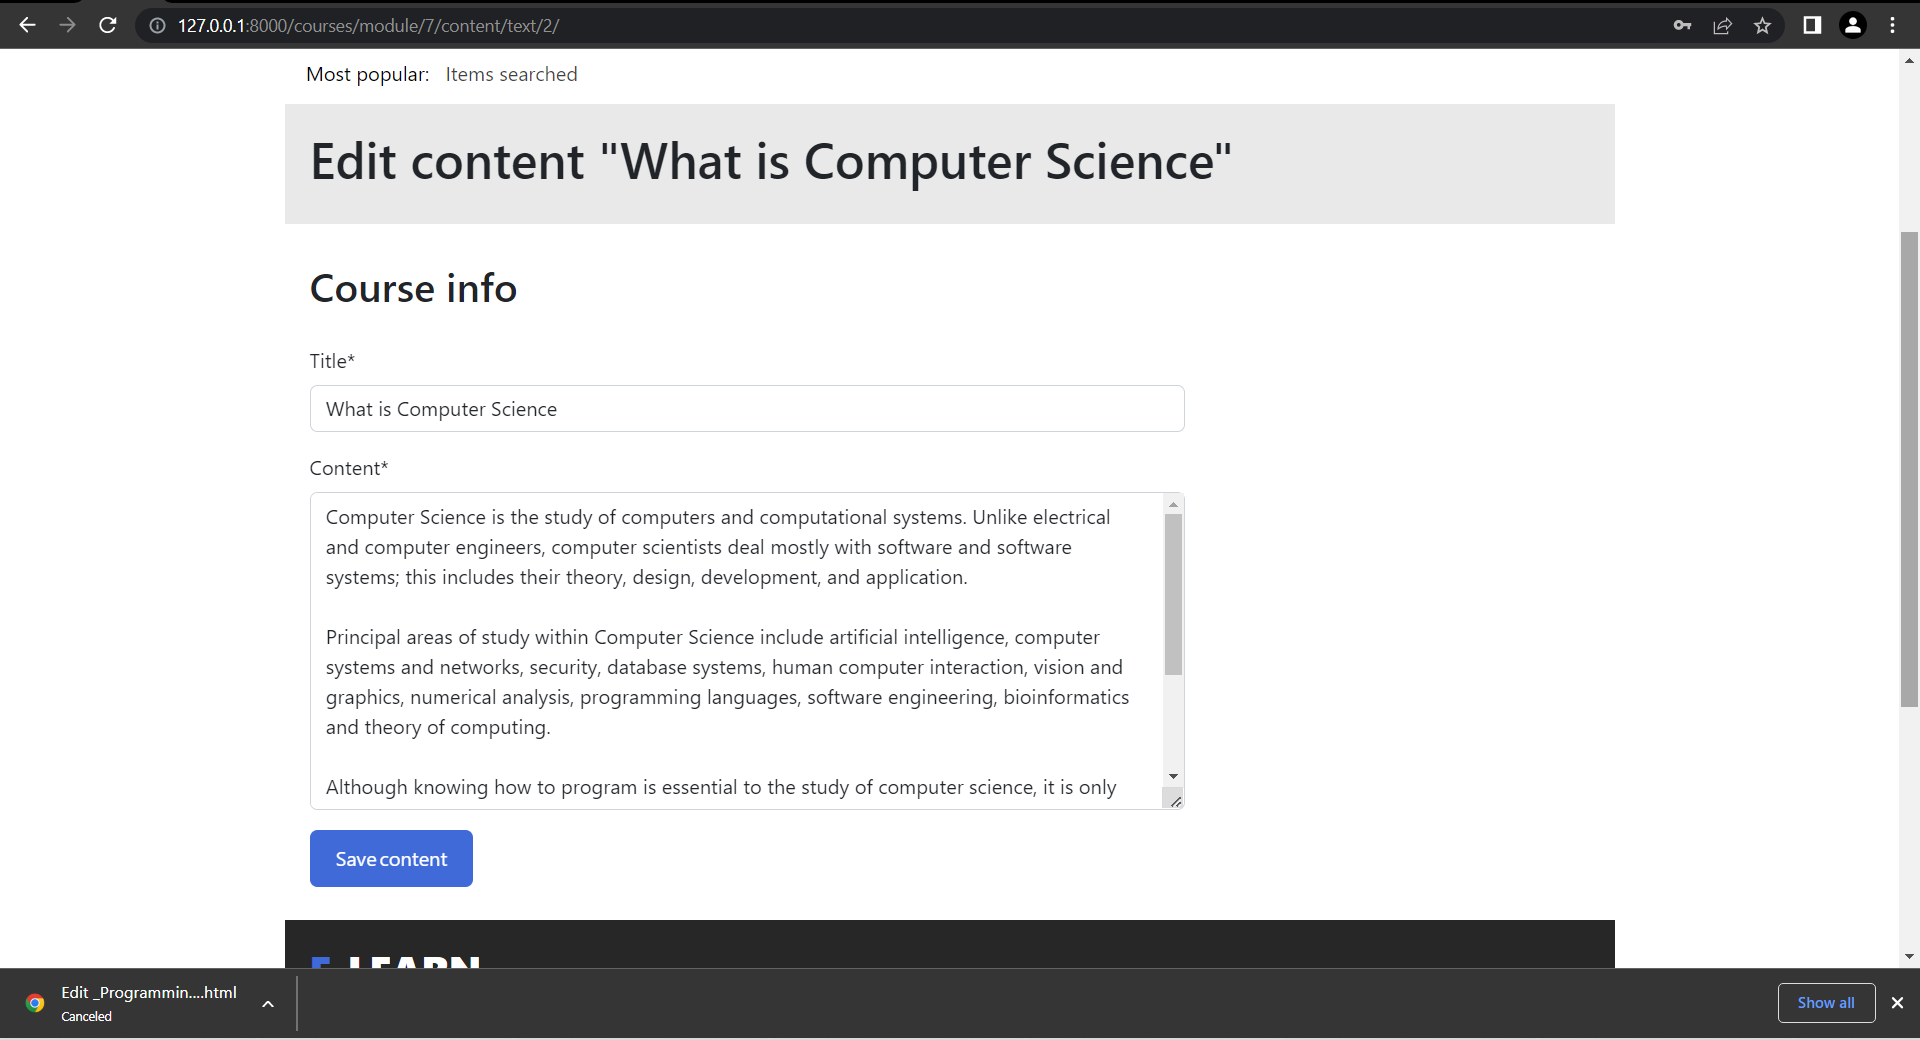 127.0.0.1:8000/courses/module/7/content/text/2/
Most popular: Items searched
Edit content "What is Computer Science"
Course info
Title*
What is Computer Science
Content*
Computer Science is the study of computers and computational systems. Unlike electrical
and computer engineers, computer scientists deal mostly with software and software
systems; this includes their theory, design, development, and application.
Principal areas of study within Computer Science include artificial intelligence, computer
systems and networks, security, database systems, human computer interaction, vision and
graphics, numerical analysis, programming languages, software engineering, bioinformatics
and theory of computing.
Although knowing how to program is essential to the study of computer science, it is only
Save content
E-LEARN
Edit _Programmin....html
Canceled
Show all